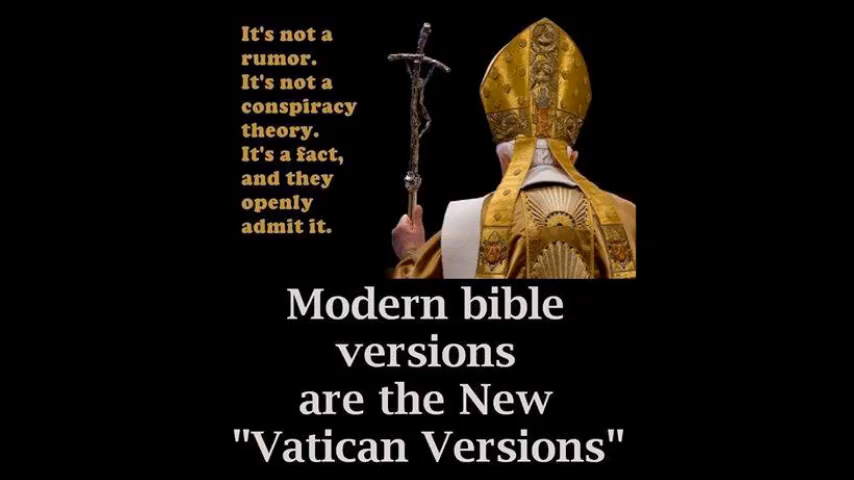 It's not a
rumor.
It's not a
conspiracy
theory.
It's a fact,
and they
openly
admit it.
Modern bible
versions
are the New
"Vatican Versions"